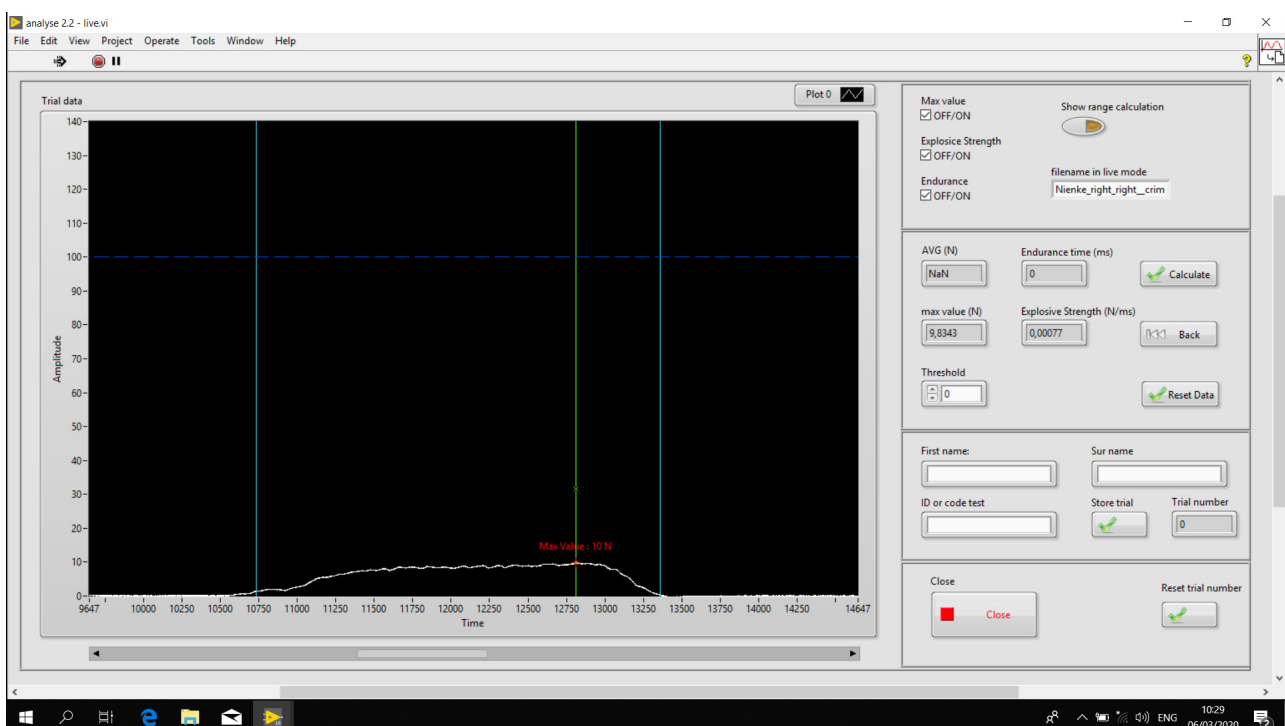 analyse 2.2 - live.vi
File Edit View Project Operate Tools Window Help
Trial data
Plot 0
140
130
120
110
100
90
80
70
60
50
40
30
20
10
0
Amplitude
Max Value : 10 N
9647 10000 10250 10500 10750 11000 11250 11500 11750 12000 12250 12500 12750 13000 13250 13500 13750 14000 14250 14647
Time
Max value
OFF/ON
Show range calculation
Explosice Strength
OFF/ON
Endurance
OFF/ON
filename in live mode
Nienke_right_right__crim
AVG (N)
NaN
Endurance time (ms)
0
Calculate
max value (N)
9,8343
Explosive Strength (N/ms)
0,00077
Back
Threshold
0
Reset Data
First name:
Sur name
ID or code test
Store trial
Trial number
0
Close
Close
Reset trial number
ENG
10:29
06/03/2020